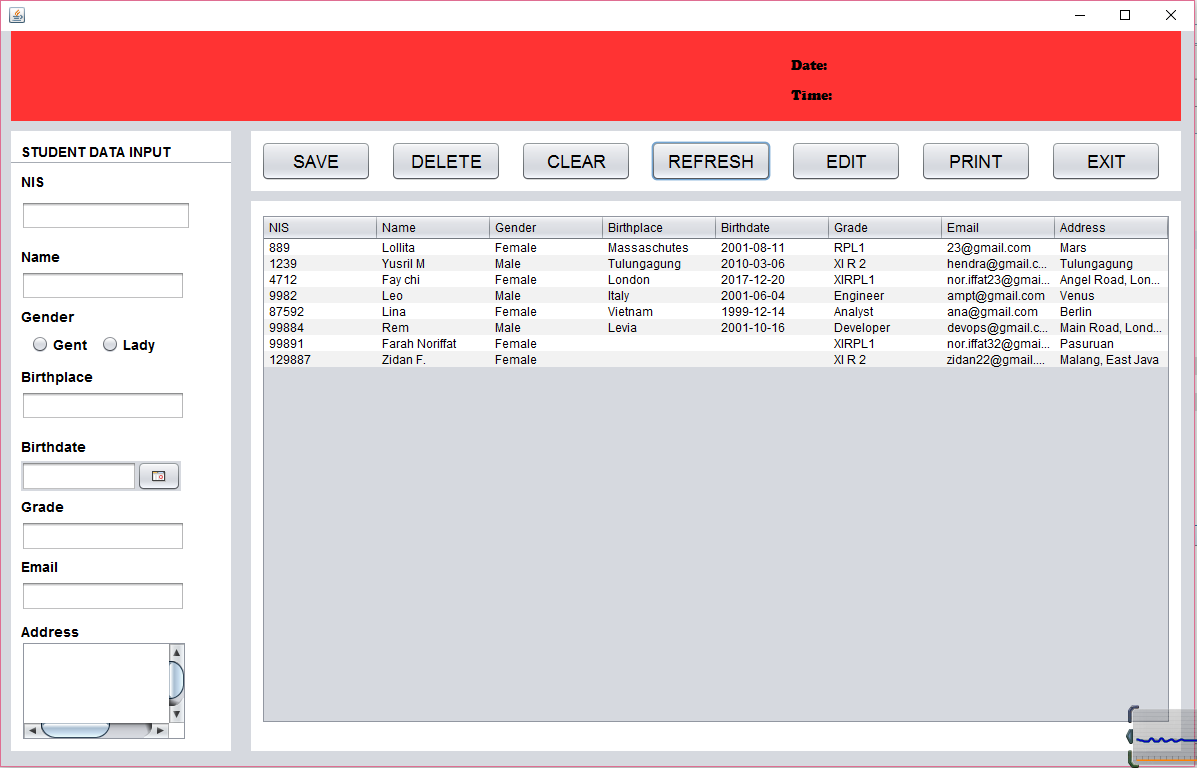 Date:
Time:
STUDENT DATA INPUT
NIS
Name
Gender
Gent Lady
Birthplace
Birthdate
Grade
Email
Address
SAVE DELETE CLEAR REFRESH EDIT PRINT EXIT
NIS Name Gender Birthplace Birthdate Grade Email Address
889 Lollita Female Massaschutes 2001-08-11 RPL1 23@gmail.com Mars
1239 Yusril M Male Tulungagung 2010-03-06 XI R 2 hendra@gmail.c... Tulungagung
4712 Fay chi Female London 2017-12-20 XIRPL1 nor.iffat23@gmai... Angel Road, Lon...
9982 Leo Male Italy 2001-06-04 Engineer ampt@gmail.com Venus
87592 Lina Female Vietnam 1999-12-14 Analyst ana@gmail.com Berlin
99884 Rem Male Levia 2001-10-16 Developer devops@gmail.c... Main Road, Lond...
99891 Farah Noriffat Female XIRPL1 nor.iffat32@gmai... Pasuruan
129887 Zidan F. Female XI R 2 zidan22@gmail.... Malang, East Java